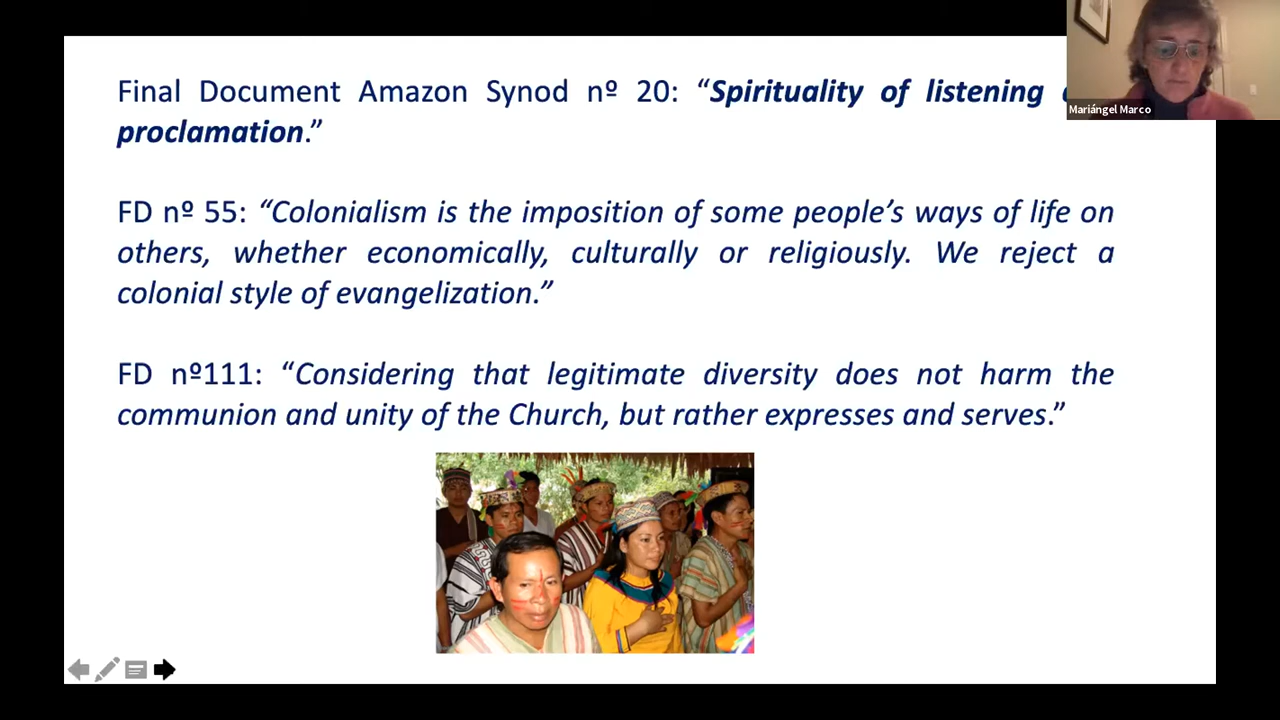 Final Document Amazon Synod nº 20: “Spirituality of listening
proclamation.”
FD nº 55: “Colonialism is the imposition of some people’s ways of life on
others, whether economically, culturally or religiously. We reject a
colonial style of evangelization.”
FD nº111: “Considering that legitimate diversity does not harm the
communion and unity of the Church, but rather expresses and serves.”
Mariángel Marco